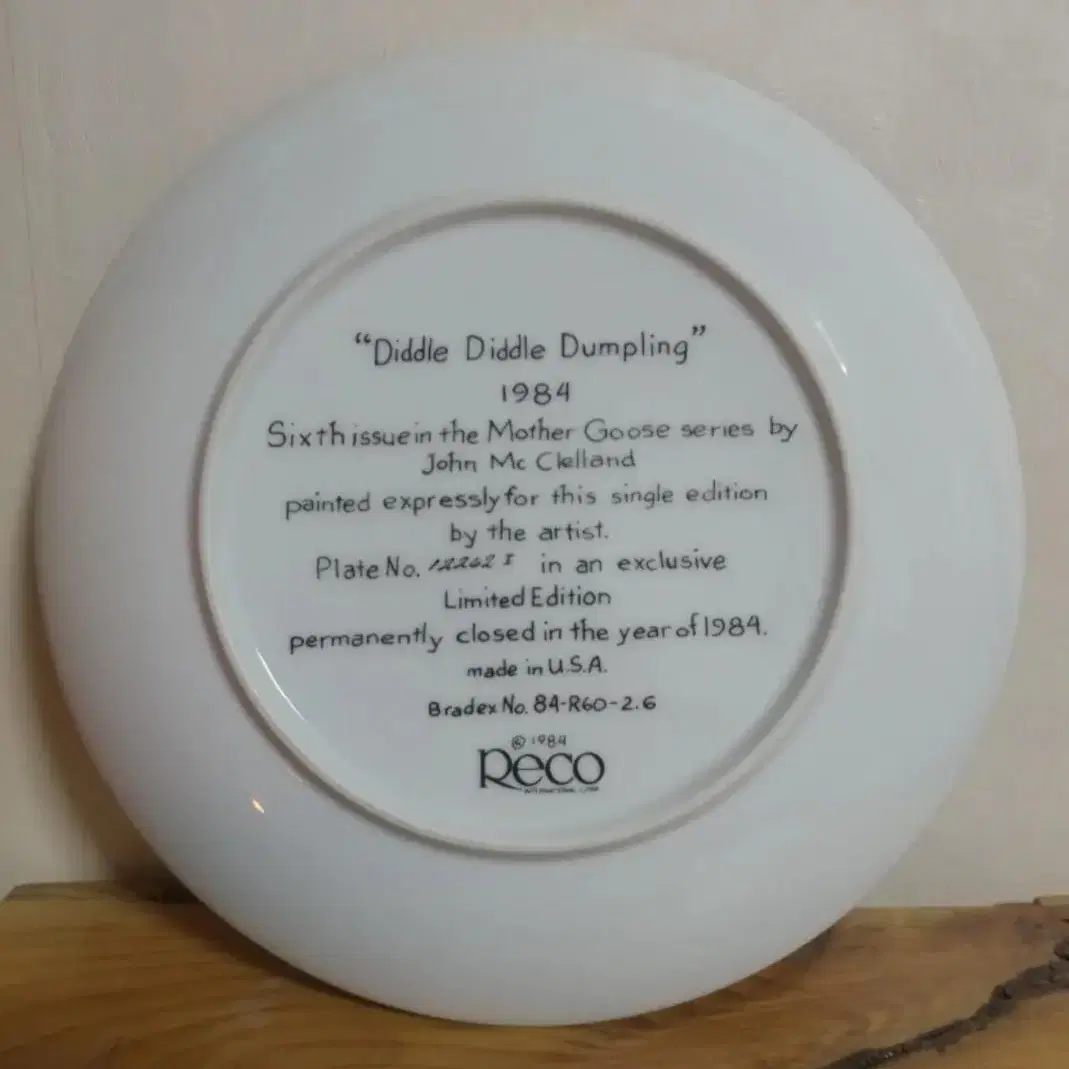 “Diddle Diddle Dumpling”
1984
Sixth issue in the Mother Goose series by
John Mc Clelland
painted expressly for this single edition
by the artist.
Plate No. in an exclusive
Limited Edition
permanently closed in the year of 1984.
made in U.S.A.
Bradex No. 84-R60-2.6
© 1984
Reco
INTERNATIONAL CORP.